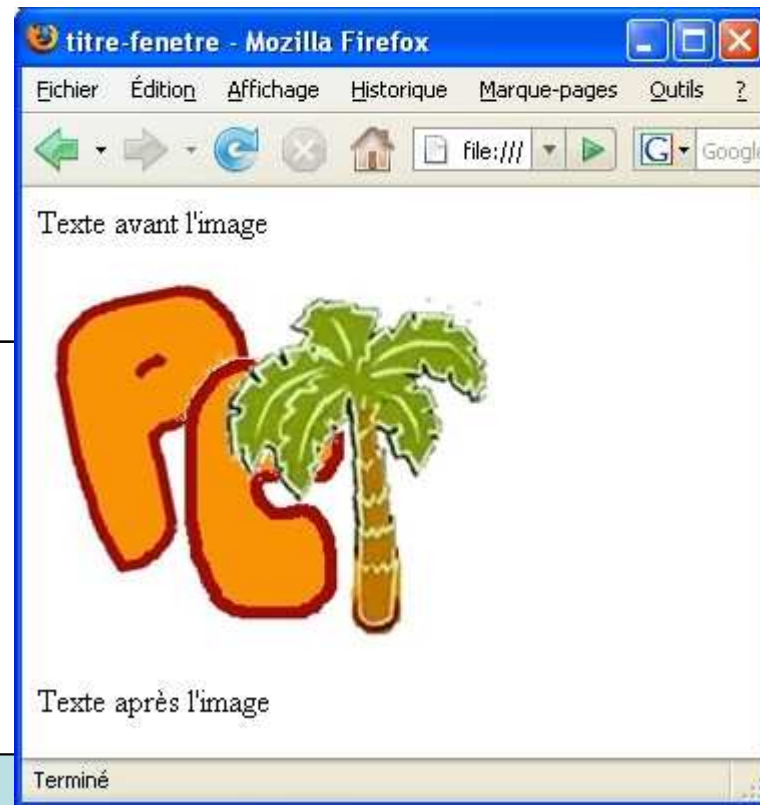 titre-fenetre - Mozilla Firefox
Fichier Édition Affichage Historique Marque-pages Outils ?
file:/// G Google
Texte avant l'image
PC
Texte après l'image
Terminé